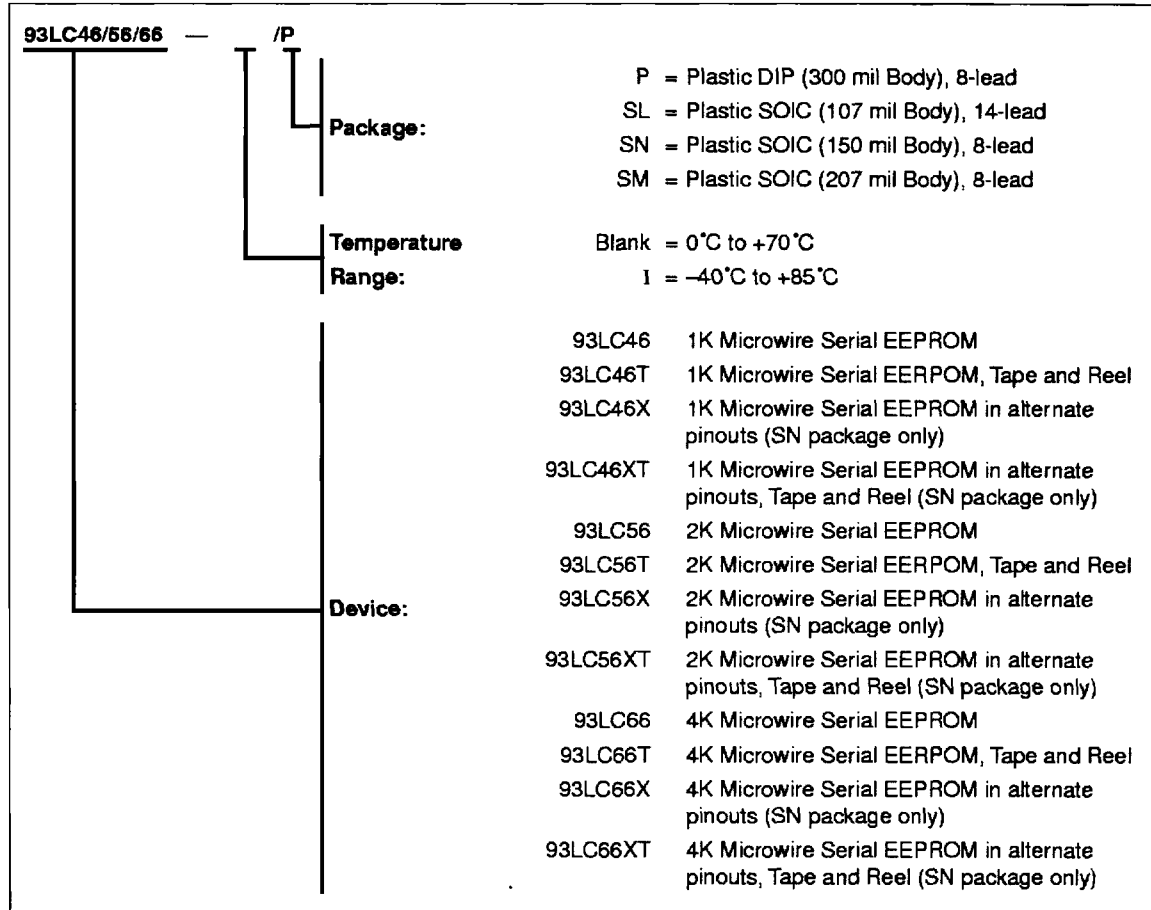 93LC46/56/66 — /P
Package:
P = Plastic DIP (300 mil Body), 8-lead
SL = Plastic SOIC (107 mil Body), 14-lead
SN = Plastic SOIC (150 mil Body), 8-lead
SM = Plastic SOIC (207 mil Body), 8-lead
Temperature
Range:
Blank = 0°C to +70°C
I = –40°C to +85°C
Device:
93LC46 1K Microwire Serial EEPROM
93LC46T 1K Microwire Serial EERPOM, Tape and Reel
93LC46X 1K Microwire Serial EEPROM in alternate
pinouts (SN package only)
93LC46XT 1K Microwire Serial EEPROM in alternate
pinouts, Tape and Reel (SN package only)
93LC56 2K Microwire Serial EEPROM
93LC56T 2K Microwire Serial EERPOM, Tape and Reel
93LC56X 2K Microwire Serial EEPROM in alternate
pinouts (SN package only)
93LC56XT 2K Microwire Serial EEPROM in alternate
pinouts, Tape and Reel (SN package only)
93LC66 4K Microwire Serial EEPROM
93LC66T 4K Microwire Serial EERPOM, Tape and Reel
93LC66X 4K Microwire Serial EEPROM in alternate
pinouts (SN package only)
93LC66XT 4K Microwire Serial EEPROM in alternate
pinouts, Tape and Reel (SN package only)